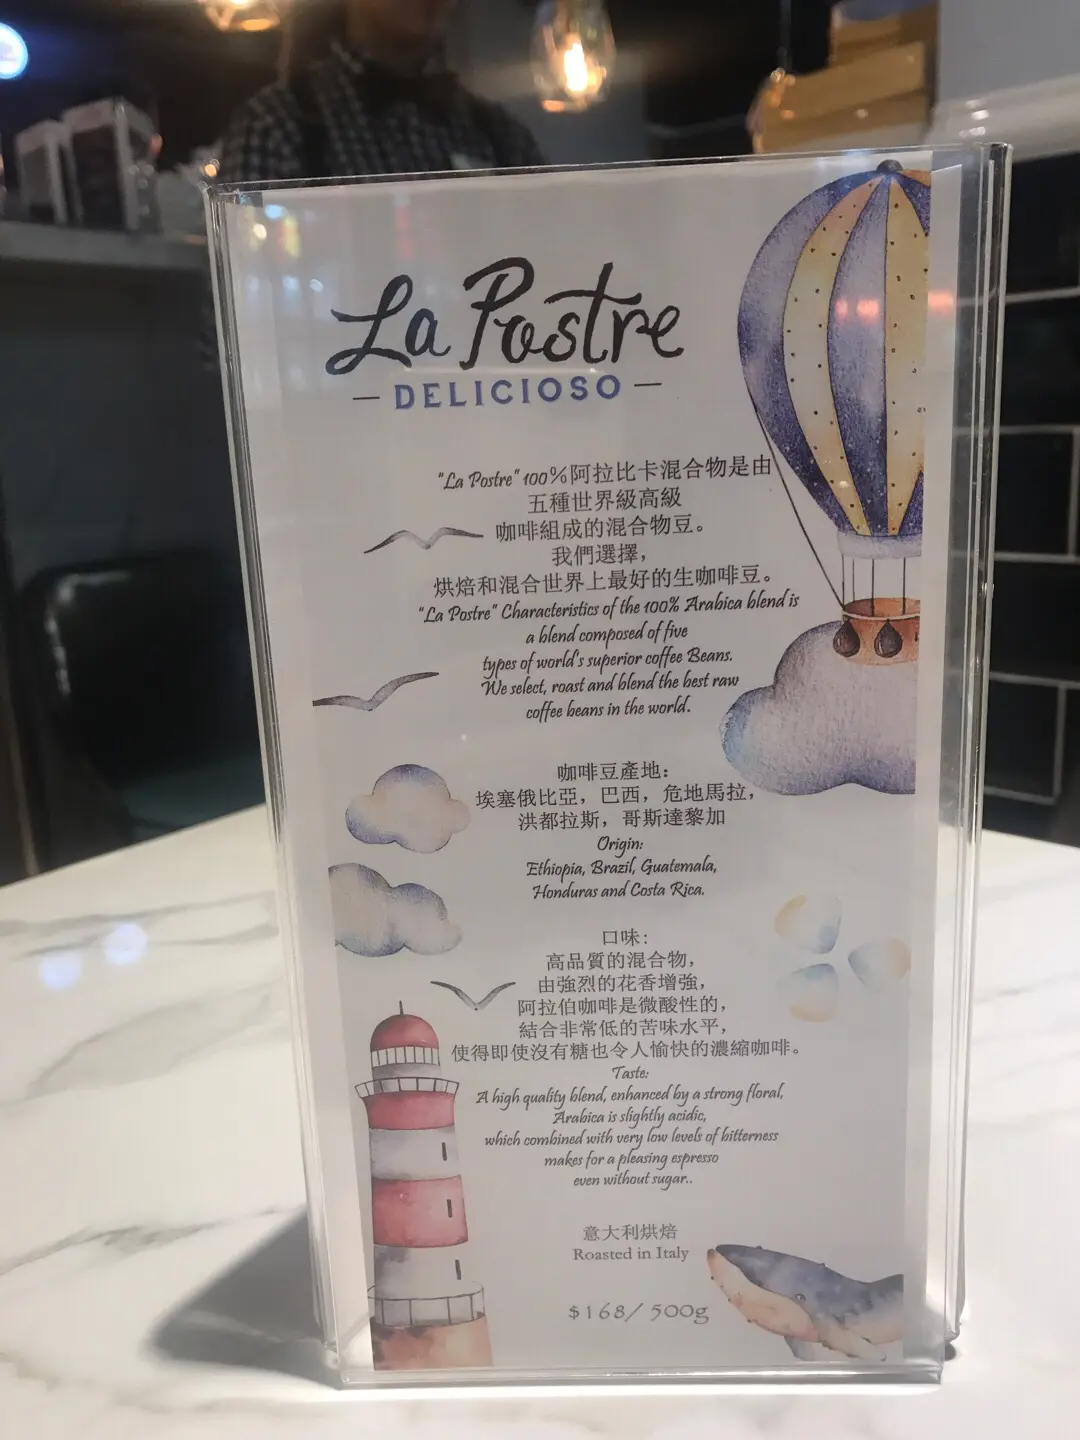 La Postre
— DELICIOSO —
“La Postre” 100%阿拉比卡混合物是由
五種世界級高級
咖啡組成的混合物豆。
我們選擇，
烘焙和混合世界上最好的生咖啡豆。
“La Postre” Characteristics of the 100% Arabica blend is
a blend composed of five
types of world's superior coffee Beans.
We select, roast and blend the best raw
coffee beans in the world.
咖啡豆產地：
埃塞俄比亞，巴西，危地馬拉，
洪都拉斯，哥斯達黎加
Origin:
Ethiopia, Brazil, Guatemala,
Honduras and Costa Rica.
口味：
高品質的混合物，
由強烈的花香增強，
阿拉伯咖啡是微酸性的，
結合非常低的苦味水平，
使得即使沒有糖也令人愉快的濃縮咖啡。
Taste:
A high quality blend, enhanced by a strong floral,
Arabica is slightly acidic,
which combined with very low levels of bitterness
makes for a pleasing espresso
even without sugar..
意大利烘焙
Roasted in Italy
$168/ 500g